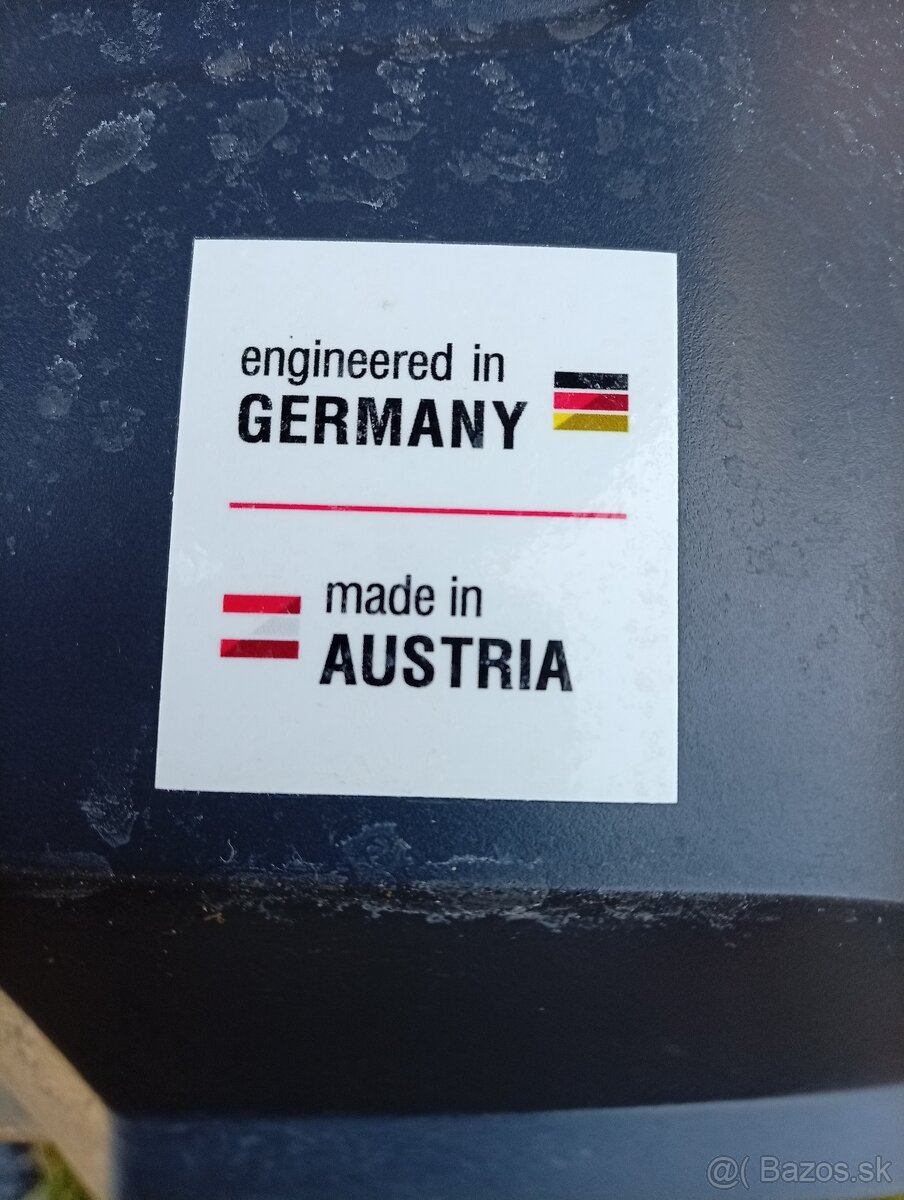 engineered in
GERMANY
made in
AUSTRIA
@( Bazos.sk